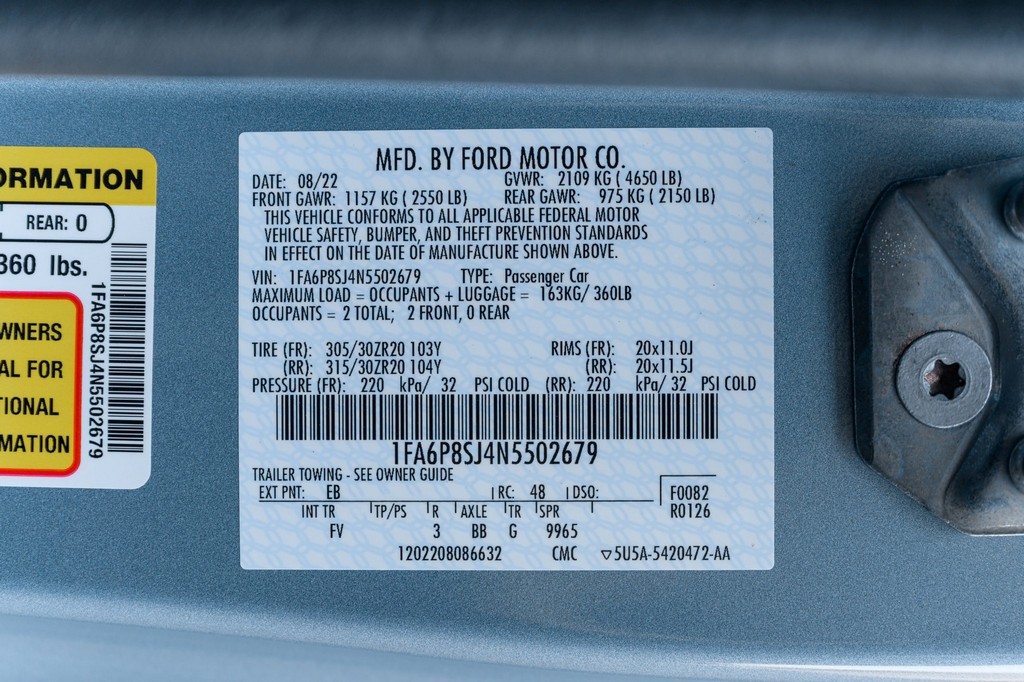 ORMATION
REAR: 0
360 lbs.
WNERS
AL FOR
TIONAL
MATION
1FA6P8SJ4N5502679
MFD. BY FORD MOTOR CO.
DATE: 08/22 GVWR: 2109 KG ( 4650 LB)
FRONT GAWR: 1157 KG ( 2550 LB) REAR GAWR: 975 KG ( 2150 LB)
THIS VEHICLE CONFORMS TO ALL APPLICABLE FEDERAL MOTOR
VEHICLE SAFETY, BUMPER, AND THEFT PREVENTION STANDARDS
IN EFFECT ON THE DATE OF MANUFACTURE SHOWN ABOVE.
VIN: 1FA6P8SJ4N5502679 TYPE: Passenger Car
MAXIMUM LOAD = OCCUPANTS + LUGGAGE = 163KG/ 360LB
OCCUPANTS = 2 TOTAL; 2 FRONT, 0 REAR
TIRE (FR): 305/30ZR20 103Y RIMS (FR): 20x11.0J
(RR): 315/30ZR20 104Y (RR): 20x11.5J
PRESSURE (FR): 220 kPa/ 32 PSI COLD (RR): 220 kPa/ 32 PSI COLD
1FA6P8SJ4N5502679
TRAILER TOWING - SEE OWNER GUIDE
EXT PNT: EB RC: 48 DSO: F0082
INT TR TP/PS R AXLE TR SPR R0126
FV 3 BB G 9965
1202208086632 CMC ▽5U5A-5420472-AA